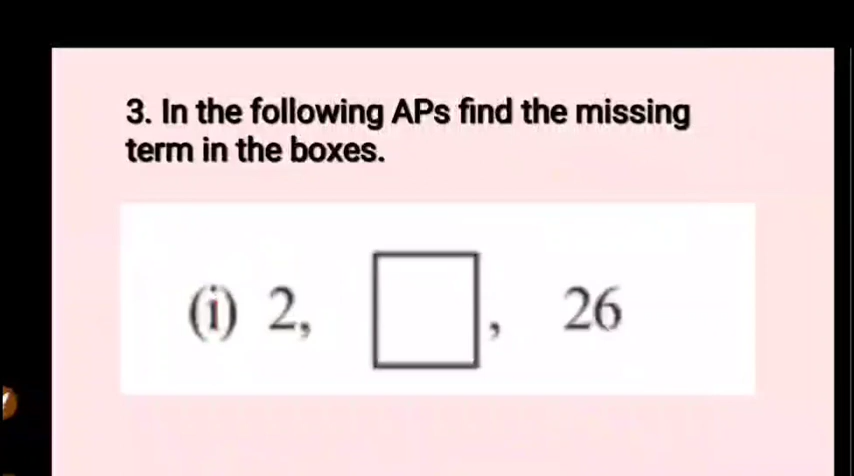 3. In the following APs find the missing
term in the boxes.
(i) 2, , 26